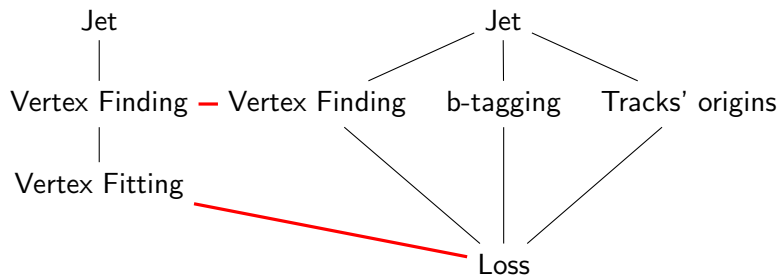 Jet
Jet
Vertex Finding
Vertex Finding
b-tagging
Tracks' origins
Vertex Fitting
Loss